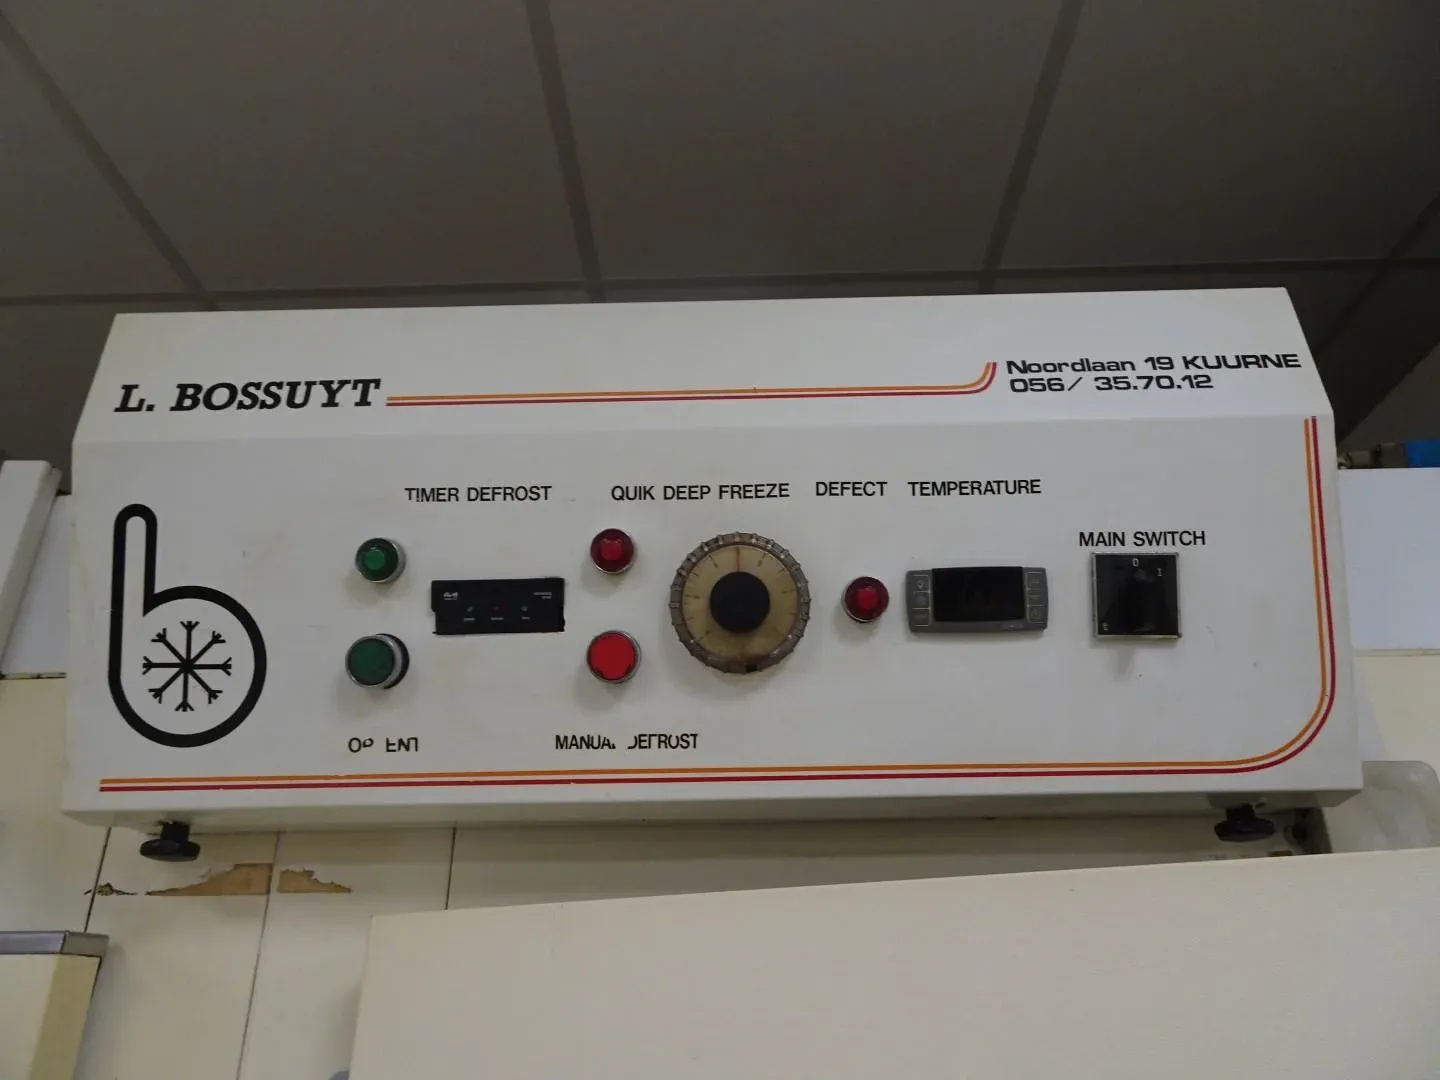 L. BOSSUYT
Noordlaan 19 KUURNE
056/ 35.70.12
TIMER DEFROST
QUIK DEEP FREEZE
DEFECT
TEMPERATURE
MAIN SWITCH
0
I
MANUAL DEFROST